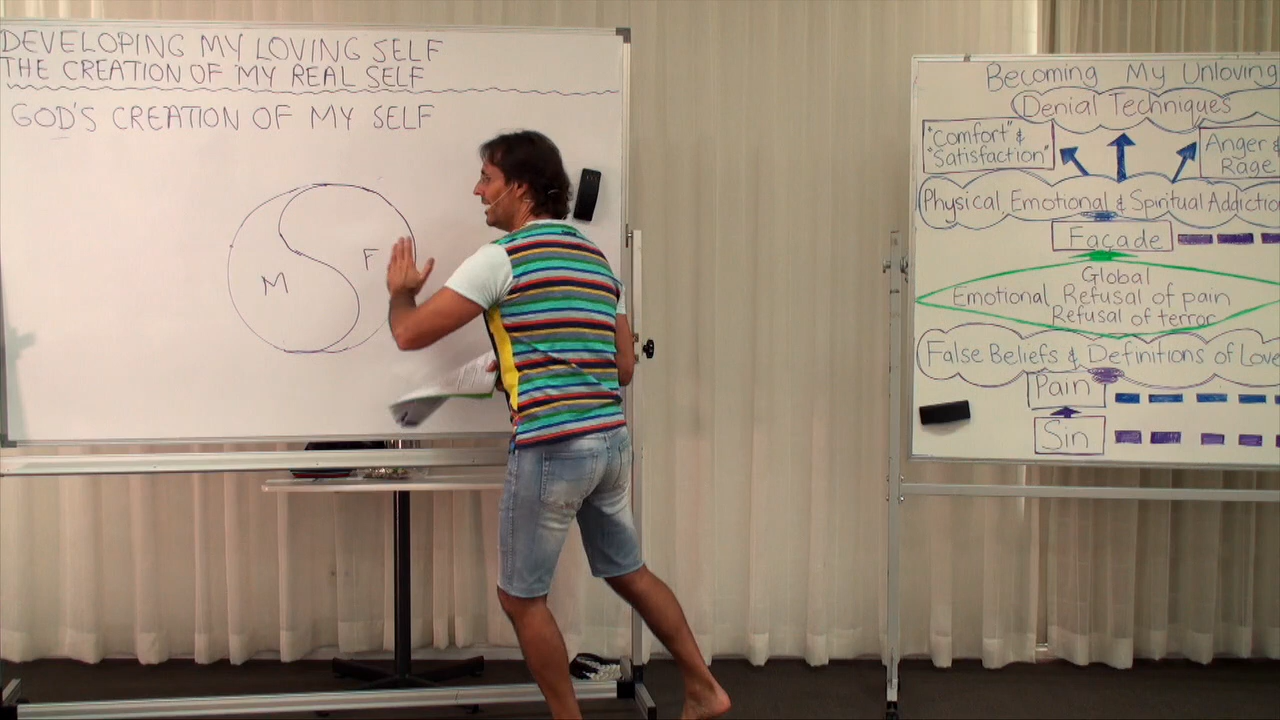 DEVELOPING MY LOVING SELF
THE CREATION OF MY REAL SELF
GOD'S CREATION OF MY SELF
M
F
Becoming My Unloving
Denial Techniques
"Comfort" &
"Satisfaction"
Anger &
Rage
Physical Emotional & Spiritual Addictio
Façade
Global
Emotional Refusal of pain
Refusal of terror
False Beliefs & Definitions of Love
Pain
Sin